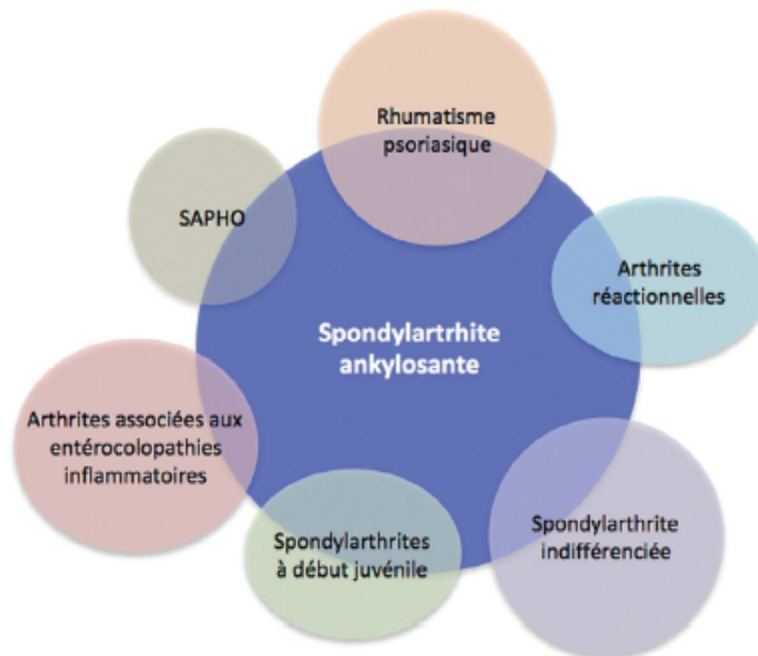 Rhumatisme
psoriasique
SAPHO
Arthrites
réactionnelles
Spondylartrhite
ankylosante
Arthrites associées aux
entérocolopathies
inflammatoires
Spondylarthrites
à début juvénile
Spondylarthrite
indifférenciée